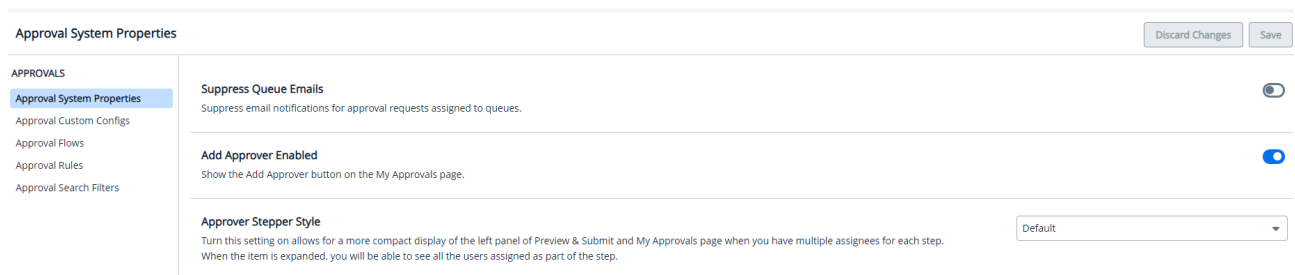 Approval System Properties
Discard Changes
Save
APPROVALS
Approval System Properties
Approval Custom Configs
Approval Flows
Approval Rules
Approval Search Filters
Suppress Queue Emails
Suppress email notifications for approval requests assigned to queues.
Add Approver Enabled
Show the Add Approver button on the My Approvals page.
Approver Stepper Style
Turn this setting on allows for a more compact display of the left panel of Preview & Submit and My Approvals page when you have multiple assignees for each step.
When the item is expanded, you will be able to see all the users assigned as part of the step.
Default